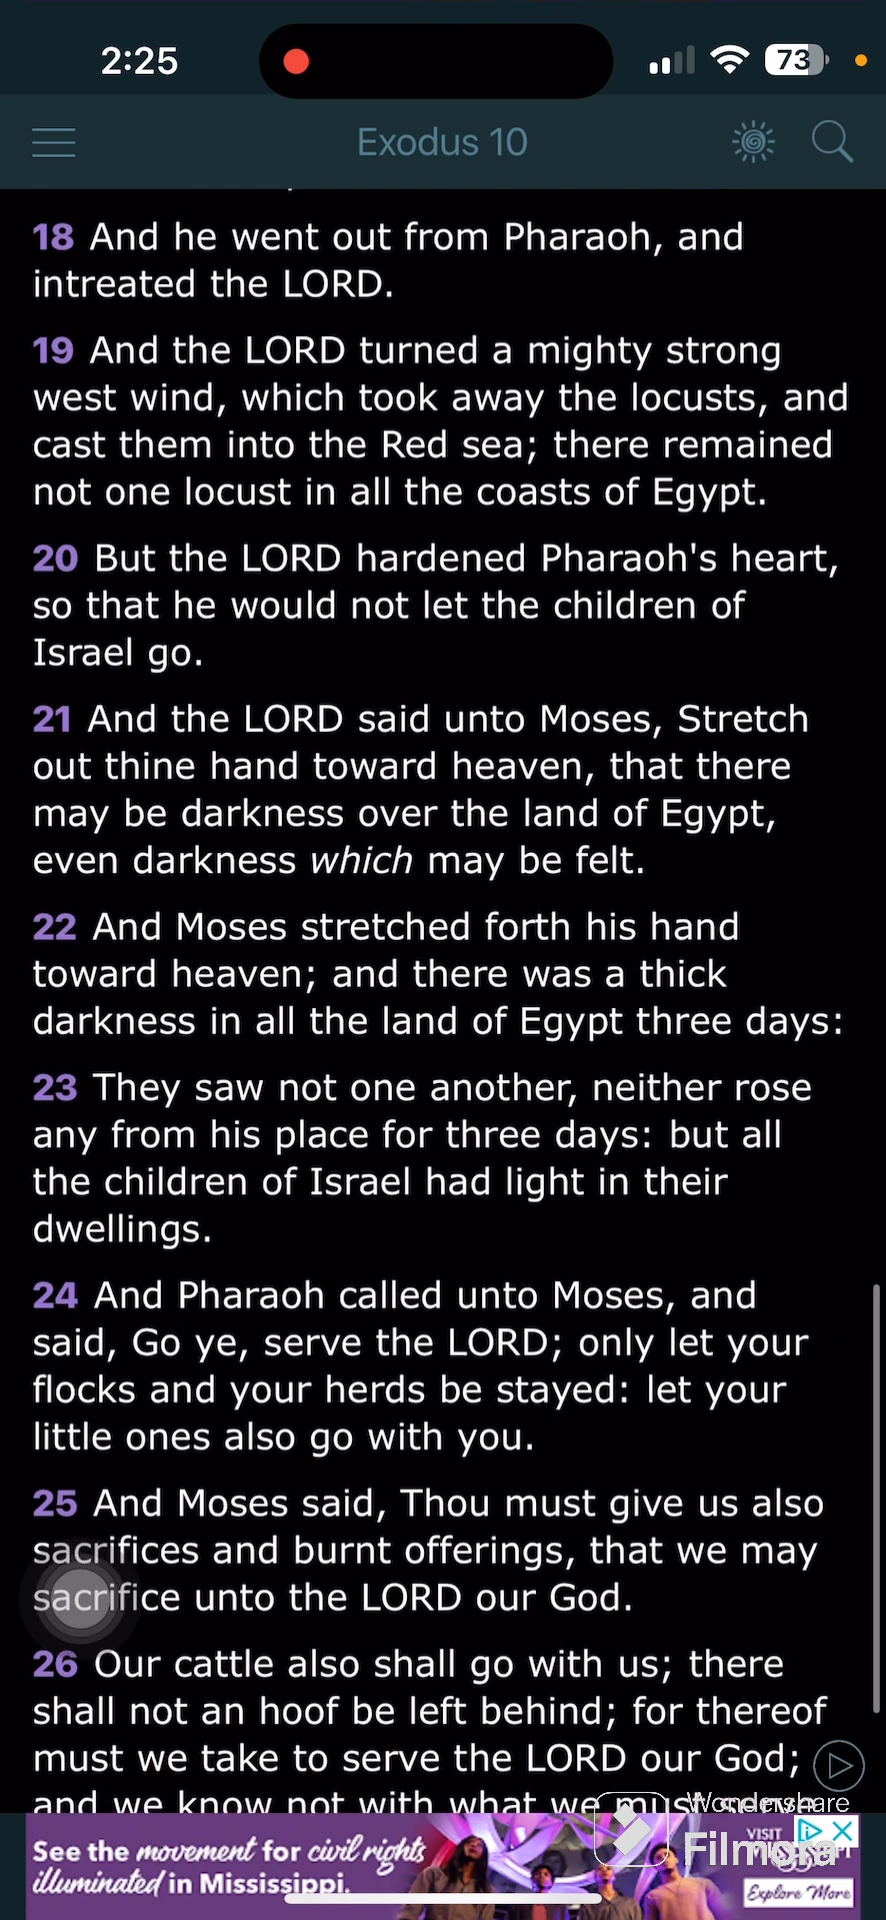 2:25
73
Exodus 10
18 And he went out from Pharaoh, and
intreated the LORD.
19 And the LORD turned a mighty strong
west wind, which took away the locusts, and
cast them into the Red sea; there remained
not one locust in all the coasts of Egypt.
20 But the LORD hardened Pharaoh's heart,
so that he would not let the children of
Israel go.
21 And the LORD said unto Moses, Stretch
out thine hand toward heaven, that there
may be darkness over the land of Egypt,
even darkness which may be felt.
22 And Moses stretched forth his hand
toward heaven; and there was a thick
darkness in all the land of Egypt three days:
23 They saw not one another, neither rose
any from his place for three days: but all
the children of Israel had light in their
dwellings.
24 And Pharaoh called unto Moses, and
said, Go ye, serve the LORD; only let your
flocks and your herds be stayed: let your
little ones also go with you.
25 And Moses said, Thou must give us also
sacrifices and burnt offerings, that we may
sacrifice unto the LORD our God.
26 Our cattle also shall go with us; there
shall not an hoof be left behind; for thereof
must we take to serve the LORD our God;
and we know not with what we must
Wondershare
Filmora
See the movement for civil rights
illuminated in Mississippi.
VISIT
Explore More